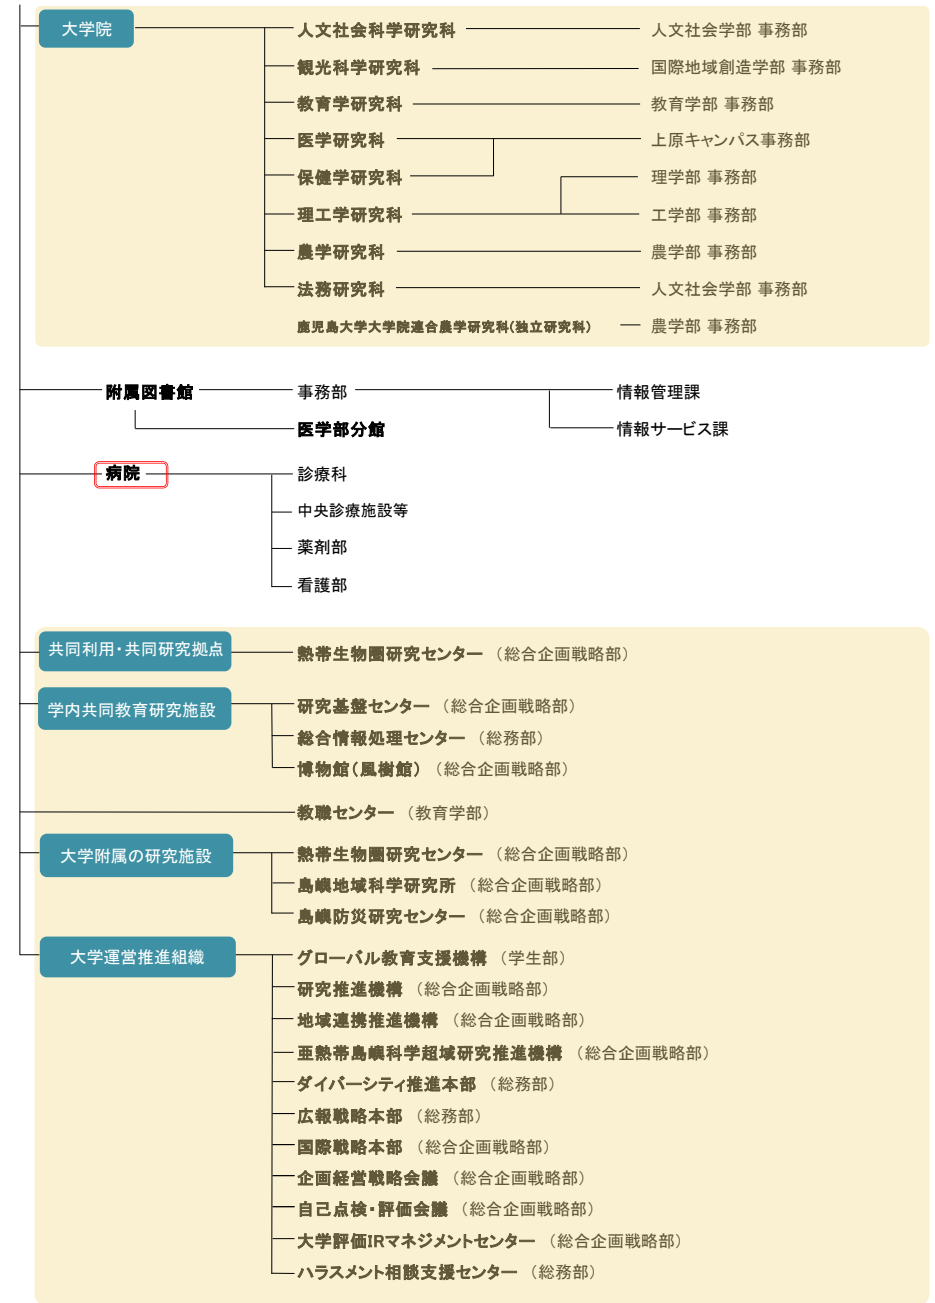 大学院 人文社会科学研究科 人文社会学部 事務部
観光科学研究科 国際地域創造学部 事務部
教育学研究科 教育学部 事務部
医学研究科 上原キャンパス事務部
保健学研究科 理学部 事務部
理工学研究科 工学部 事務部
農学研究科 農学部 事務部
法務研究科 人文社会学部 事務部
鹿児島大学大学院連合農学研究科(独立研究科) 農学部 事務部
附属図書館 事務部 情報管理課
医学部分館 情報サービス課
病院 診療科
中央診療施設等
薬剤部
看護部
共同利用・共同研究拠点 熱帯生物圏研究センター（総合企画戦略部）
学内共同教育研究施設 研究基盤センター（総合企画戦略部）
総合情報処理センター（総務部）
博物館（風樹館）（総合企画戦略部）
教職センター（教育学部）
大学附属の研究施設 熱帯生物圏研究センター（総合企画戦略部）
島嶼地域科学研究所（総合企画戦略部）
島嶼防災研究センター（総合企画戦略部）
大学運営推進組織 グローバル教育支援機構（学生部）
研究推進機構（総合企画戦略部）
地域連携推進機構（総合企画戦略部）
亜熱帯島嶼科学超域研究推進機構（総合企画戦略部）
ダイバーシティ推進本部（総務部）
広報戦略本部（総務部）
国際戦略本部（総合企画戦略部）
企画経営戦略会議（総合企画戦略部）
自己点検・評価会議（総合企画戦略部）
大学評価IRマネジメントセンター（総合企画戦略部）
ハラスメント相談支援センター（総務部）